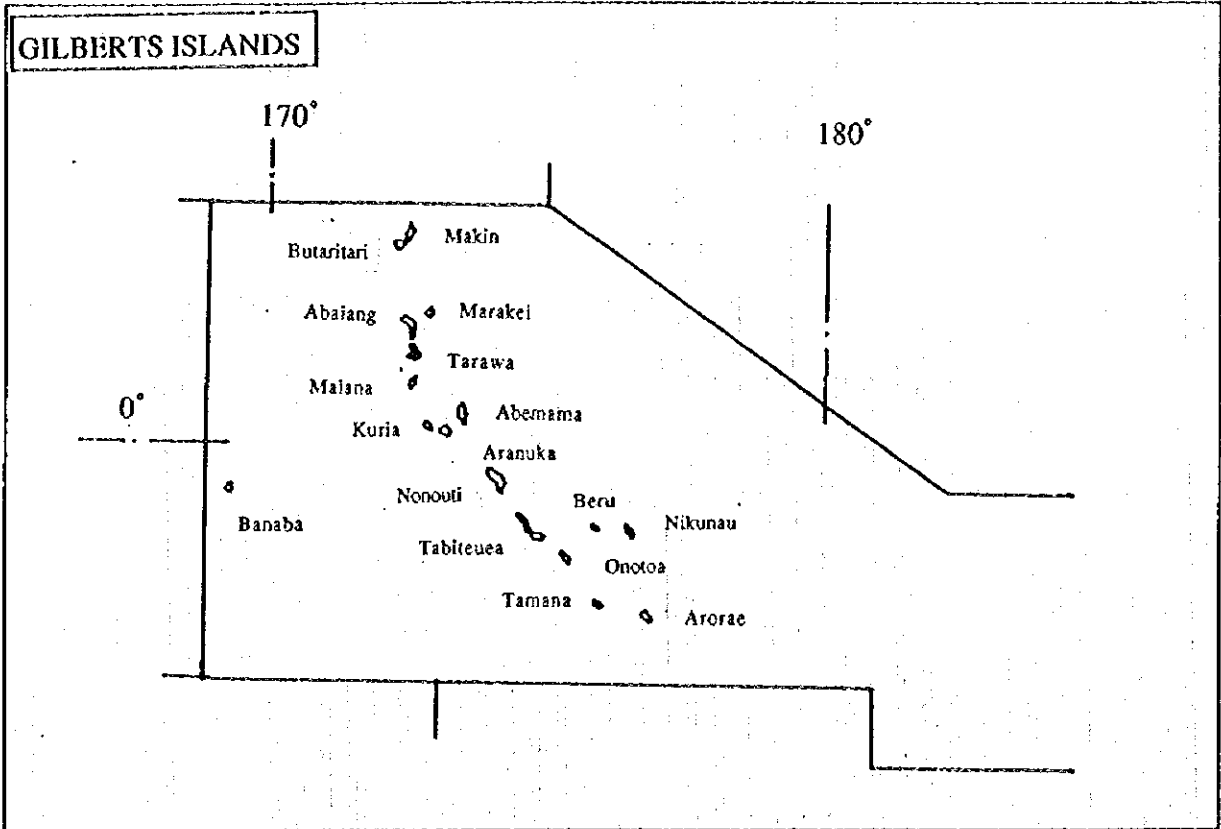 GILBERTS ISLANDS
170°
180°
Butaritari
Makin
Abaiang
Marakei
Tarawa
Maiana
Abemama
0°
Kuria
Aranuka
Nonouti
Beru
Banaba
Nikunau
Tabiteuea
Onotoa
Tamana
Arorae